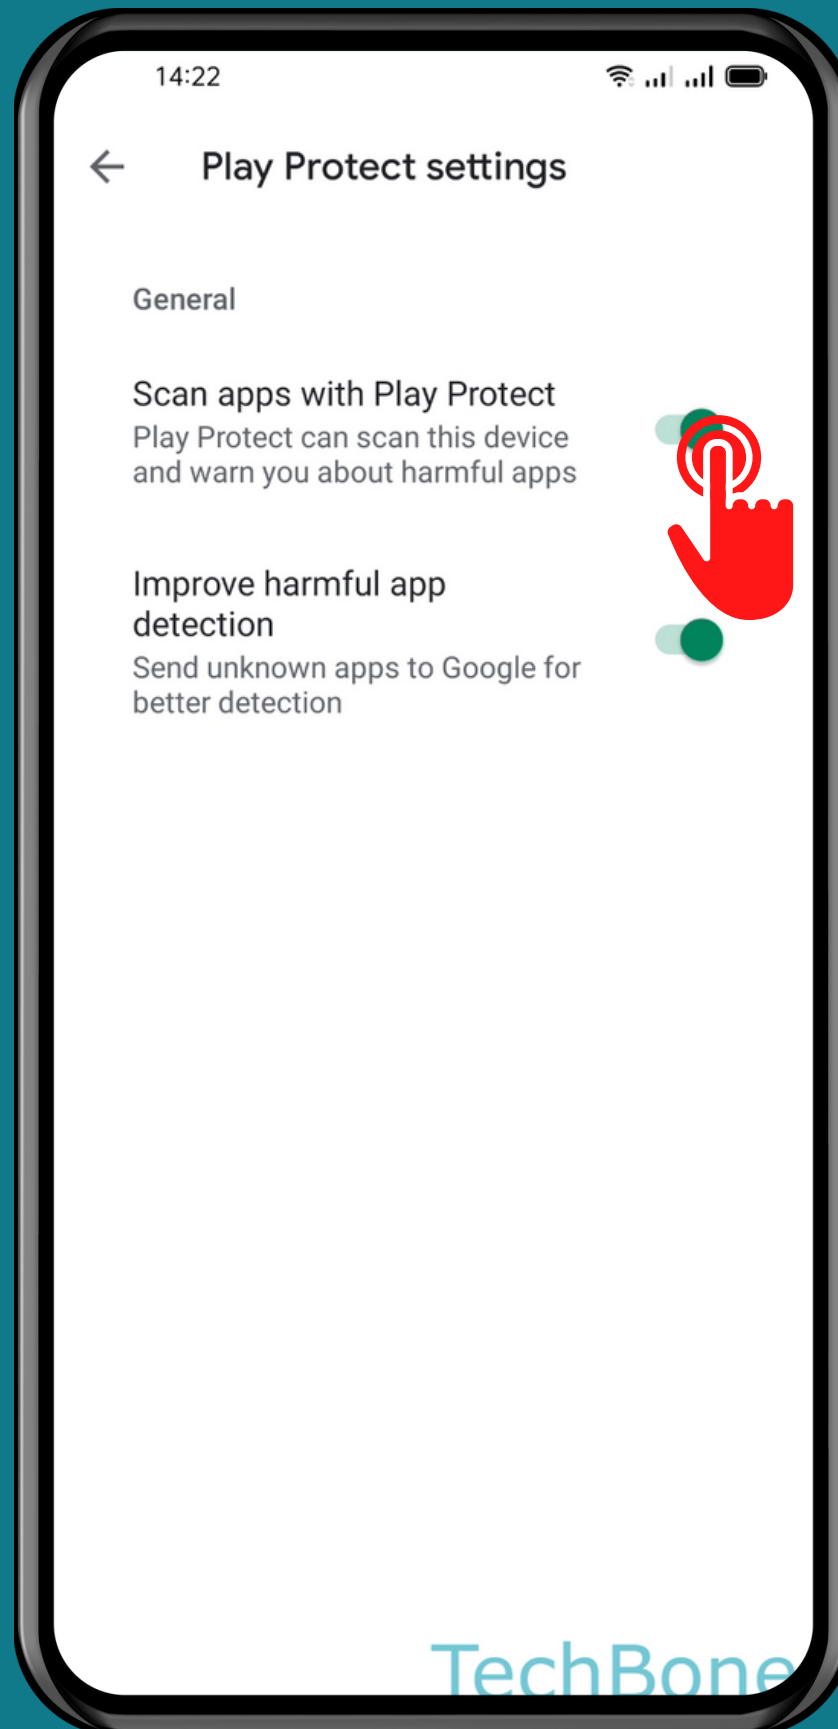 14:22
Play Protect settings
General
Scan apps with Play Protect
Play Protect can scan this device
and warn you about harmful apps
Improve harmful app
detection
Send unknown apps to Google for
better detection
TechBone